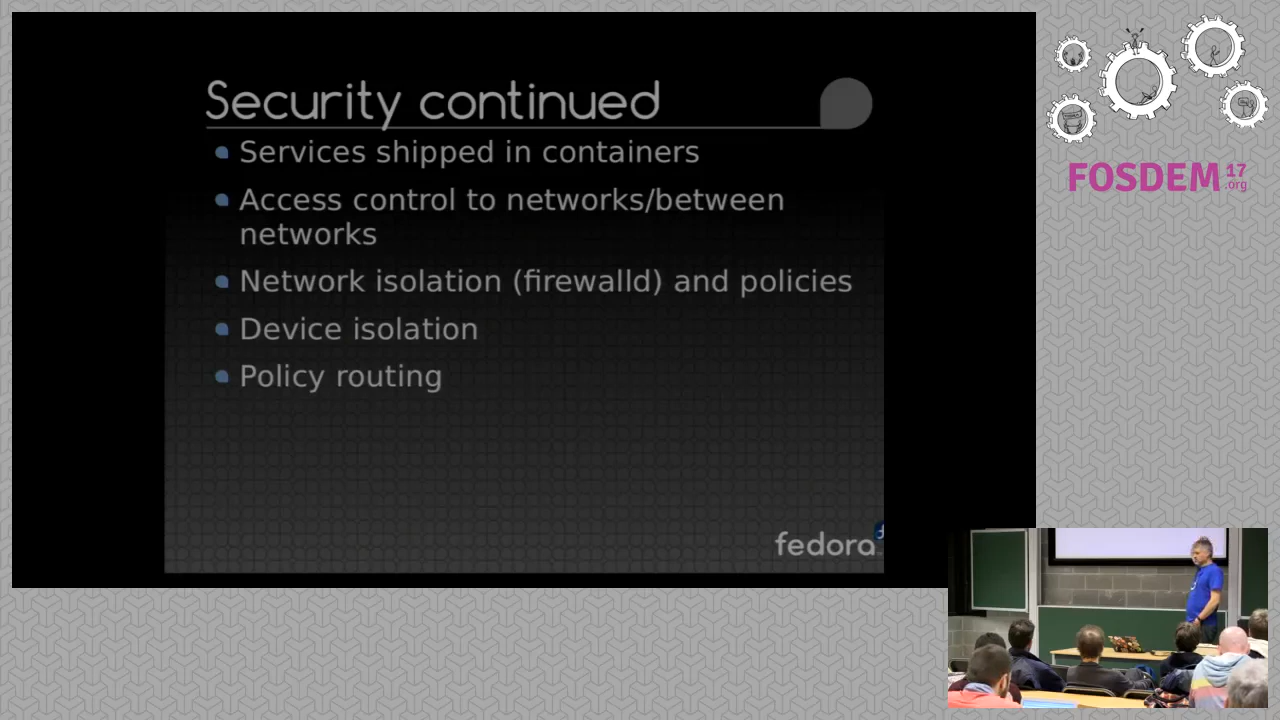 Security continued
Services shipped in containers
Access control to networks/between
networks
Network isolation (firewalld) and policies
Device isolation
Policy routing
fedora
FOSDEM 17
.org